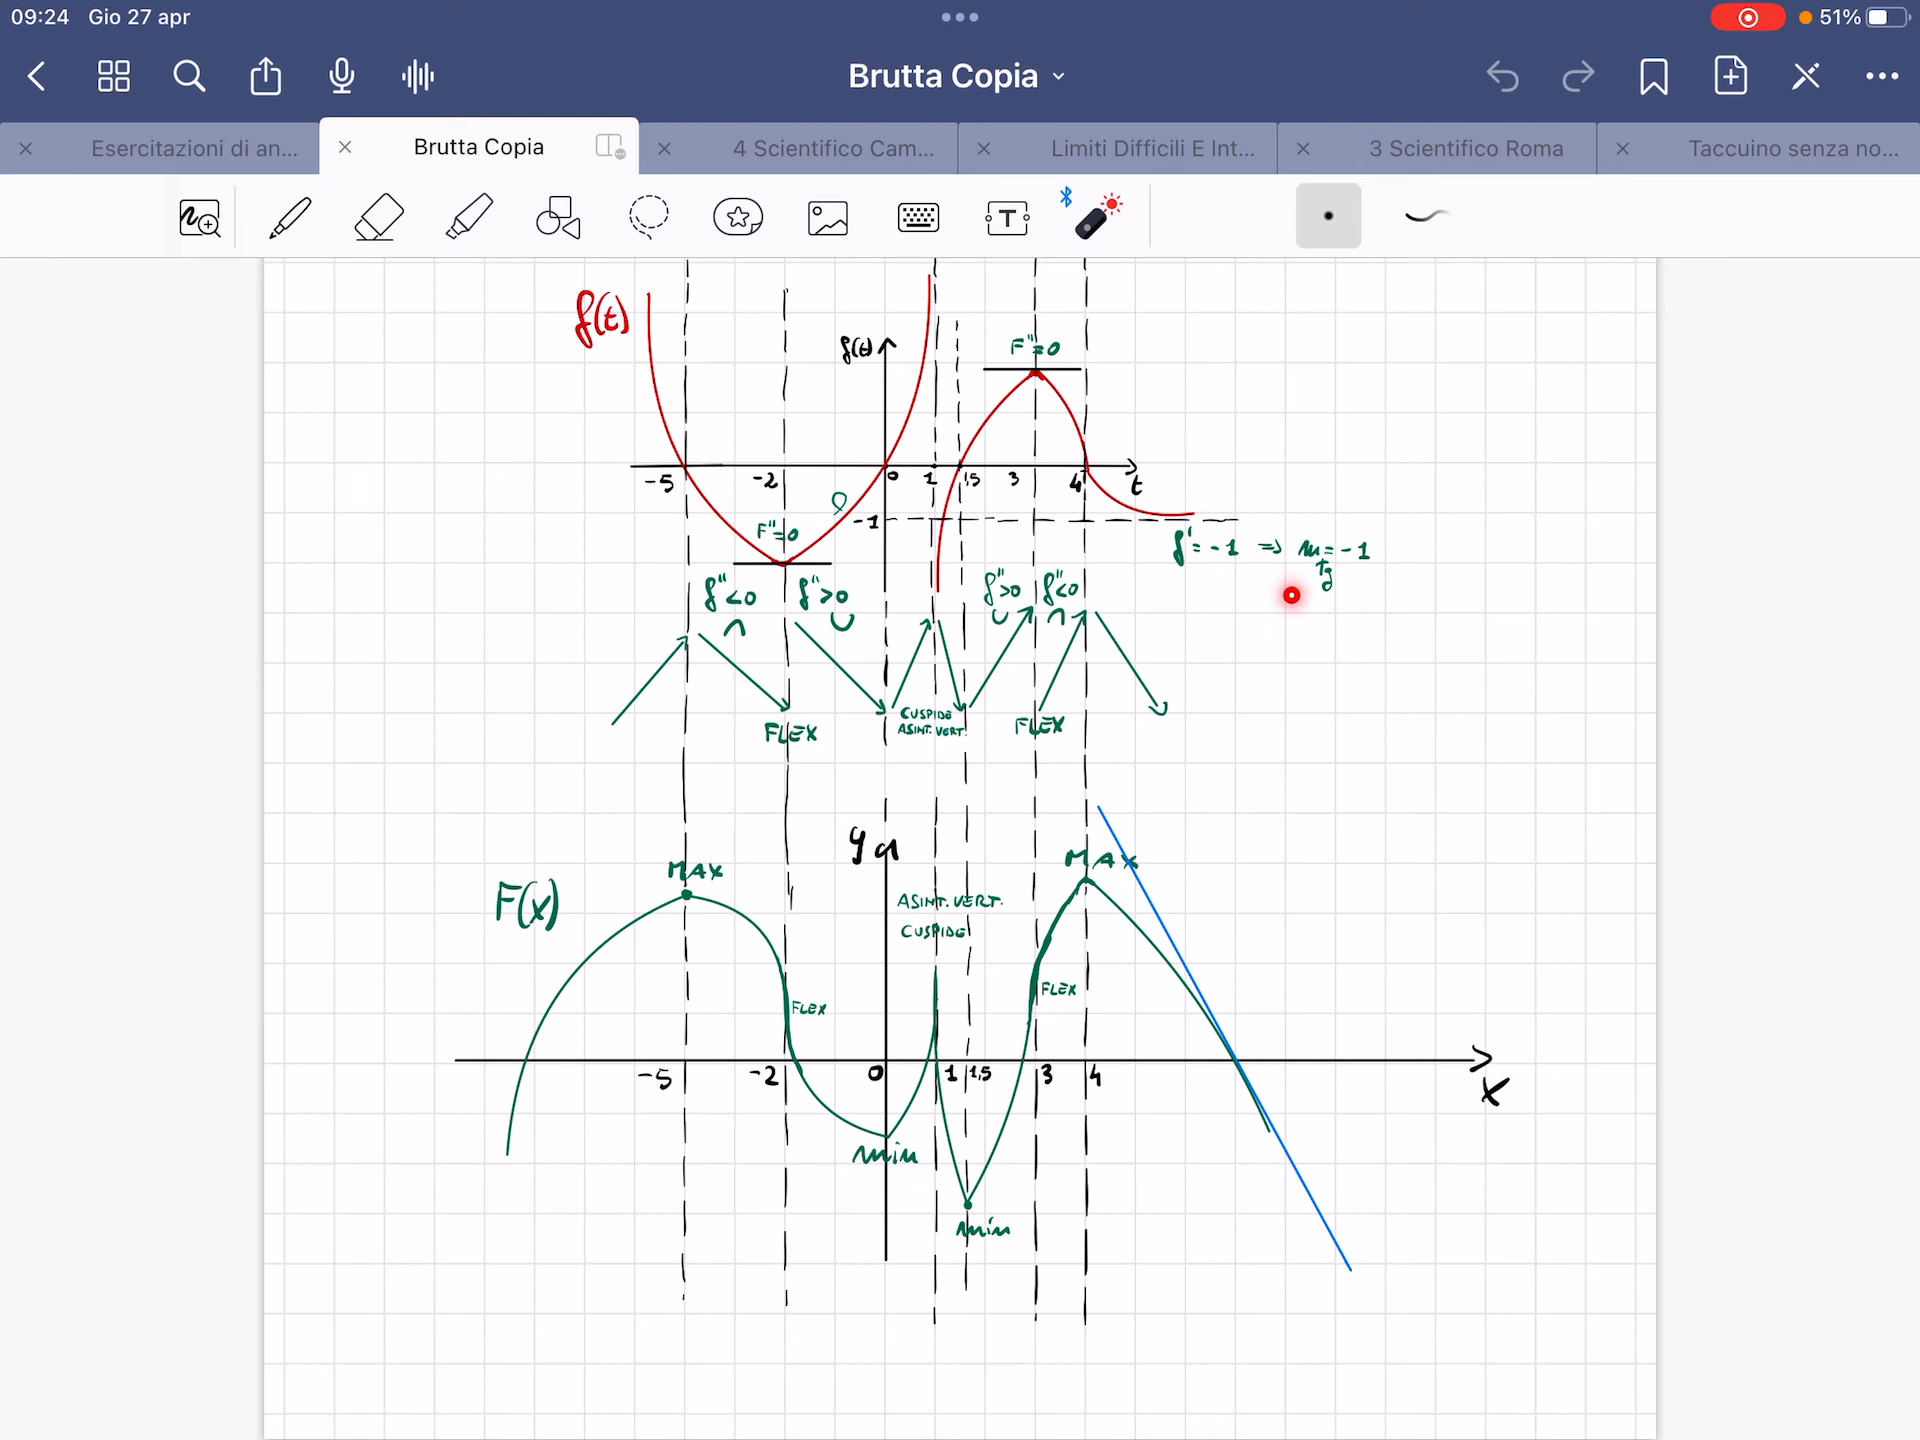 09:24 Gio 27 apr
51%
Brutta Copia
Esercitazioni di an...
Brutta Copia
4 Scientifico Cam...
Limiti Difficili E Int...
3 Scientifico Roma
Taccuino senza no...
T
f(t)
f(t)
F''=0
-5 -2 0 1 1,5 3 4 t
-1
F''=0
f' = -1 => m = -1
tg
f''<0 f''>0 f''>0 f''<0
FLEX CUSPIDE FLEX
ASINT. VERT.
y
MAX MAX
F(x)
ASINT. VERT.
CUSPIDE
FLEX FLEX
-5 -2 0 1 1,5 3 4 x
min
min